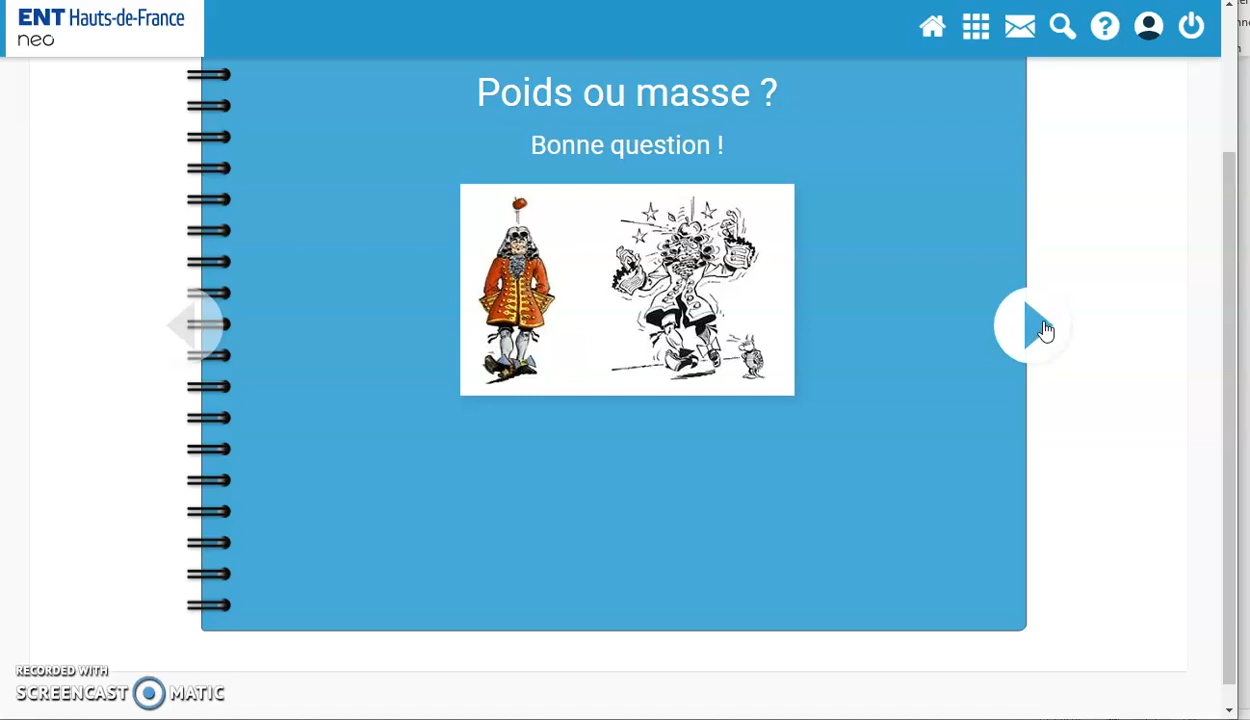 ENT Hauts-de-France
neo
?
Poids ou masse ?
Bonne question !
RECORDED WITH
SCREENCAST MATIC